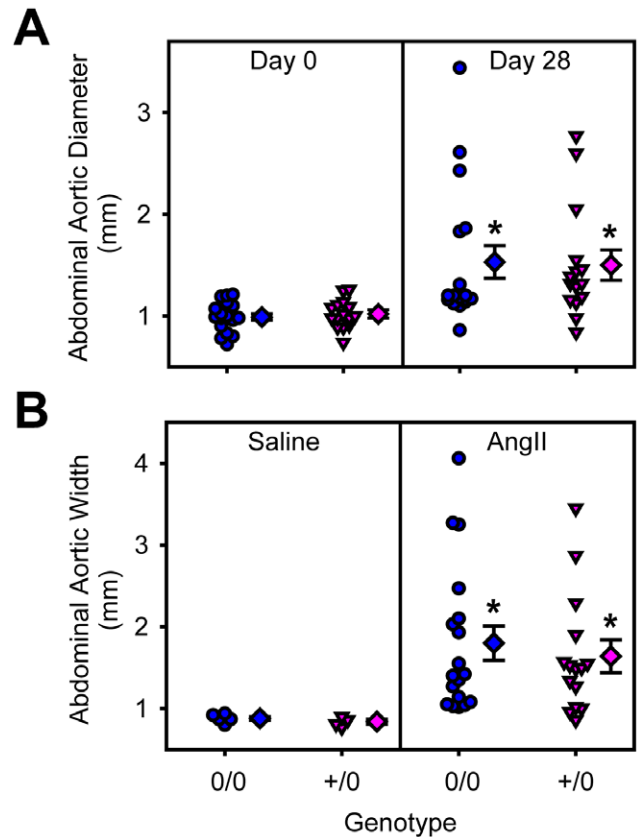 A
Abdominal Aortic Diameter
(mm)
Day 0
Day 28
3
2
1
*
*
B
Abdominal Aortic Width
(mm)
Saline
AngII
4
3
2
1
*
*
0/0
+/0
0/0
+/0
Genotype